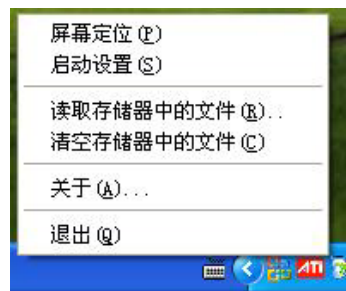 屏幕定位(P)
启动设置(S)
读取存储器中的文件(R)..
清空存储器中的文件(C)
关于(A)...
退出(Q)
ATI